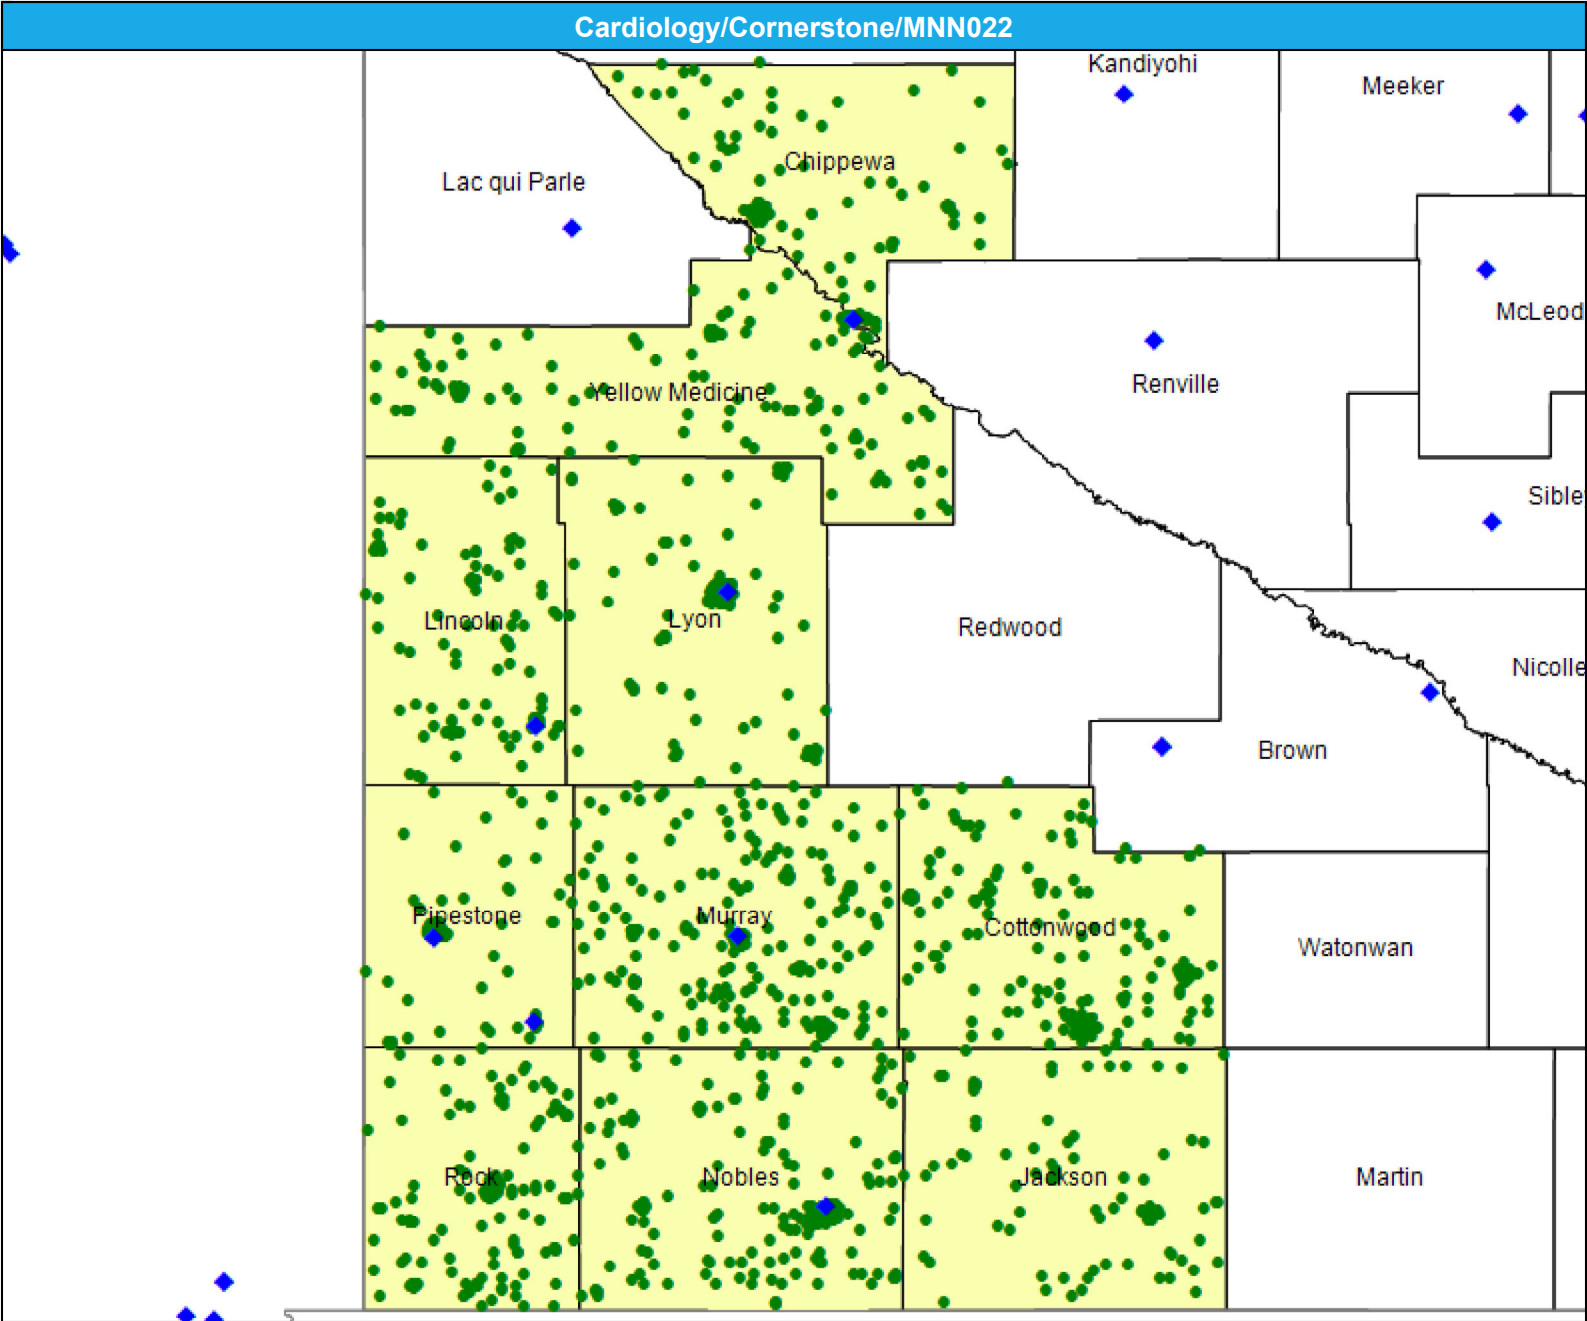 Cardiology/Cornerstone/MNN022
Kandiyohi
Meeker
Chippewa
Lac qui Parle
McLeod
Renville
Yellow Medicine
Sible
Lincoln
Lyon
Redwood
Nicolle
Brown
Pipestone
Murray
Cottonwood
Watonwan
Rock
Nobles
Jackson
Martin